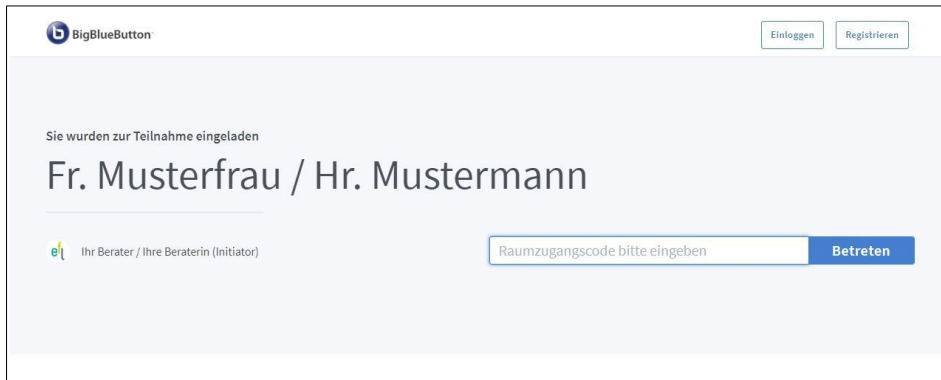 BigBlueButton
Einloggen
Registrieren
Sie wurden zur Teilnahme eingeladen
Fr. Musterfrau / Hr. Mustermann
Ihr Berater / Ihre Beraterin (Initiator)
Raumzugangscode bitte eingeben
Betreten